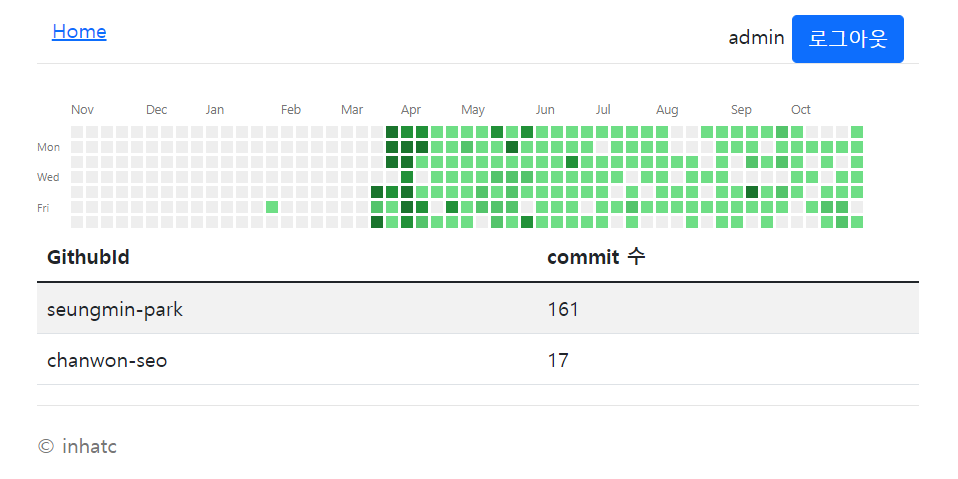 Home admin 로그아웃
Nov Dec Jan Feb Mar Apr May Jun Jul Aug Sep Oct
Mon
Wed
Fri
GithubId commit 수
seungmin-park 161
chanwon-seo 17
© inhatc